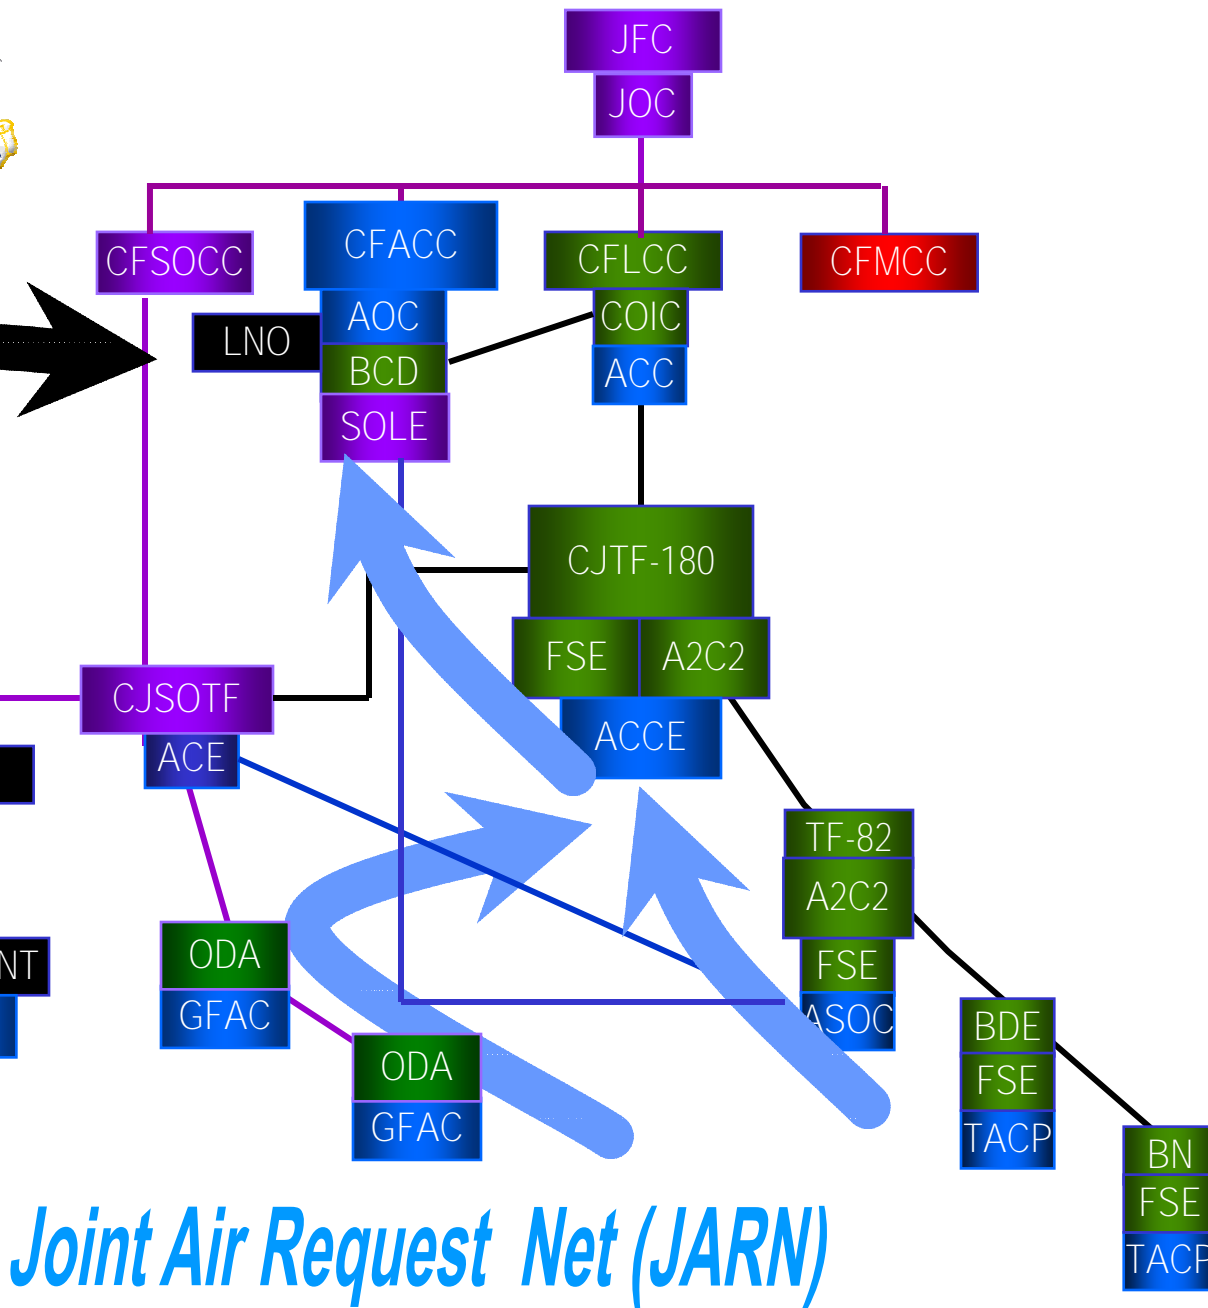 JFC
JOC
CFSOCC
CFACC
CFLCC
CFMCC
AOC
COIC
LNO
BCD
ACC
SOLE
CJTF-180
FSE
A2C2
CJSOTF
ACCE
ACE
TF-82
A2C2
ODA
FSE
NT
GFAC
ASOC
BDE
ODA
FSE
GFAC
TACP
BN
FSE
TACP
Joint Air Request Net (JARN)